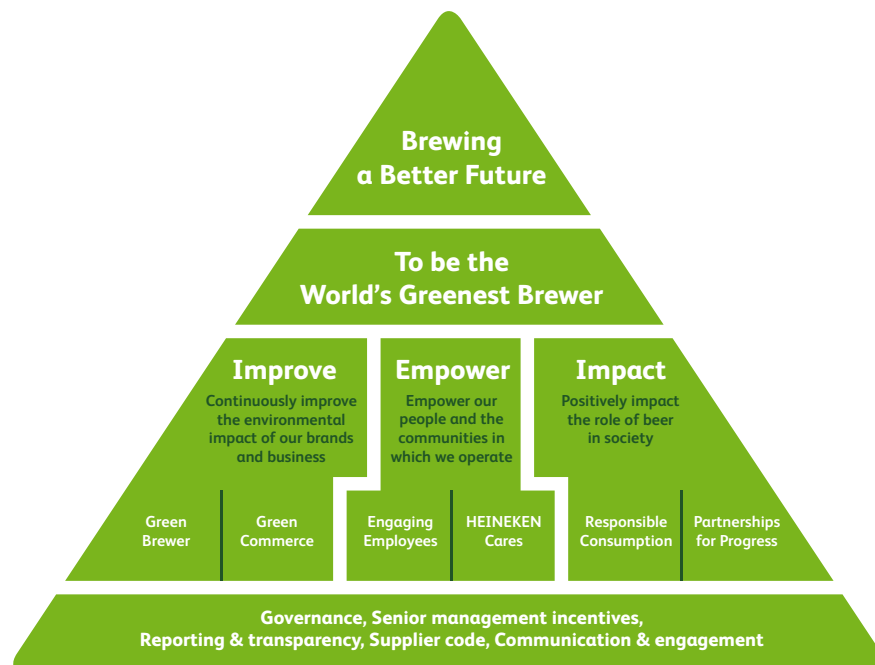 Brewing
a Better Future
To be the
World's Greenest Brewer
Improve
Continuously improve
the environmental
impact of our brands
and business
Empower
Empower our
people and the
communities in
which we operate
Impact
Positively impact
the role of beer
in society
Green
Brewer
Green
Commerce
Engaging
Employees
HEINEKEN
Cares
Responsible
Consumption
Partnerships
for Progress
Governance, Senior management incentives,
Reporting & transparency, Supplier code, Communication & engagement